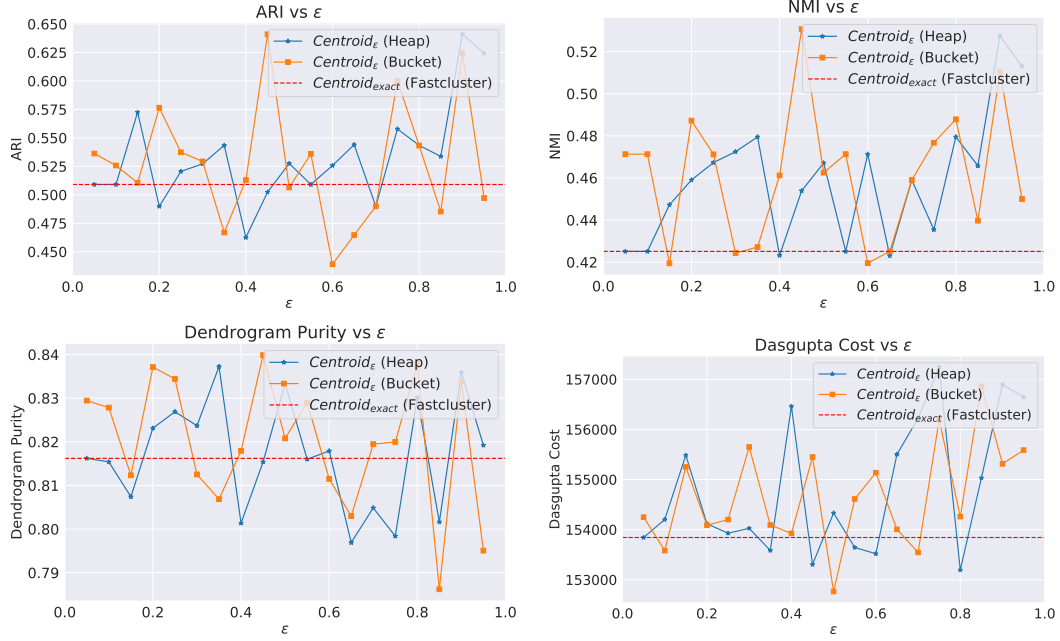 ARI vs ε
0.650
0.625
0.600
0.575
0.550
0.525
0.500
0.475
0.450
ARI
Centroidε (Heap)
Centroidε (Bucket)
Centroidexact (Fastcluster)
0.0 0.2 0.4 0.6 0.8 1.0
ε
NMI vs ε
0.52
0.50
0.48
0.46
0.44
0.42
NMI
Centroidε (Heap)
Centroidε (Bucket)
Centroidexact (Fastcluster)
0.0 0.2 0.4 0.6 0.8 1.0
ε
Dendrogram Purity vs ε
0.84
0.83
0.82
0.81
0.80
0.79
Dendrogram Purity
Centroidε (Heap)
Centroidε (Bucket)
Centroidexact (Fastcluster)
0.0 0.2 0.4 0.6 0.8 1.0
ε
Dasgupta Cost vs ε
157000
156000
155000
154000
153000
Dasgupta Cost
Centroidε (Heap)
Centroidε (Bucket)
Centroidexact (Fastcluster)
0.0 0.2 0.4 0.6 0.8 1.0
ε